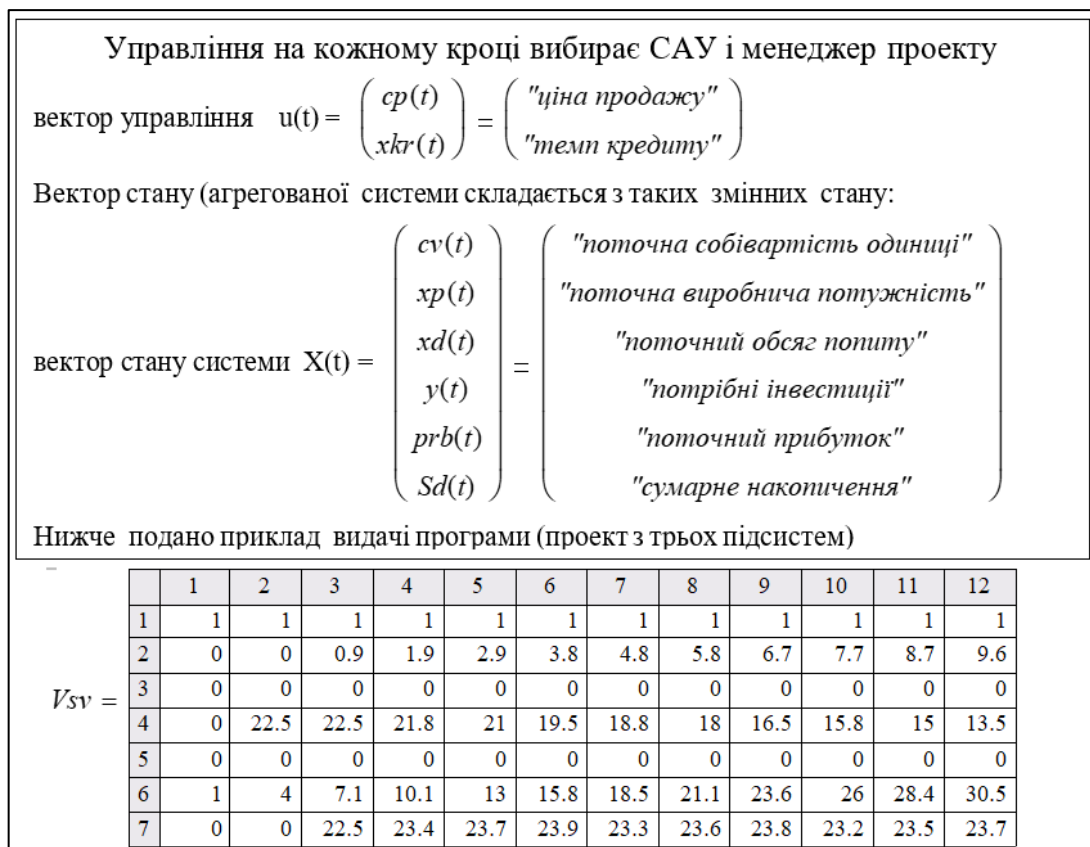 Управління на кожному кроці вибирає САУ і менеджер проекту
вектор управління u(t) = ( cp(t) xkr(t) ) = ( "ціна продажу" "темп кредиту" )
Вектор стану (агрегованої системи складається з таких змінних стану:
вектор стану системи X(t) =
cv(t) "поточна собівартість одиниці"
xp(t) "поточна виробнича потужність"
xd(t) = "поточний обсяг попиту"
y(t) "потрібні інвестиції"
prb(t) "поточний прибуток"
Sd(t) "сумарне накопичення"
Нижче подано приклад видачі програми (проект з трьох підсистем)
Vsv =
1 2 3 4 5 6 7 8 9 10 11 12
1 1 1 1 1 1 1 1 1 1 1 1 1
2 0 0 0.9 1.9 2.9 3.8 4.8 5.8 6.7 7.7 8.7 9.6
3 0 0 0 0 0 0 0 0 0 0 0 0
4 0 22.5 22.5 21.8 21 19.5 18.8 18 16.5 15.8 15 13.5
5 0 0 0 0 0 0 0 0 0 0 0 0
6 1 4 7.1 10.1 13 15.8 18.5 21.1 23.6 26 28.4 30.5
7 0 0 22.5 23.4 23.7 23.9 23.3 23.6 23.8 23.2 23.5 23.7